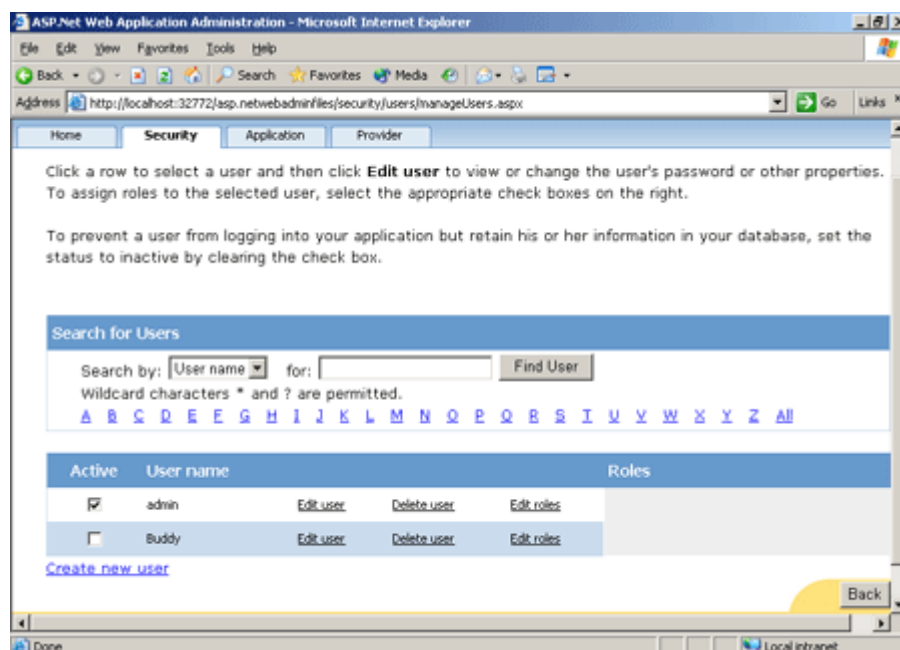 ASP.Net Web Application Administration - Microsoft Internet Explorer
File Edit View Favorites Tools Help
Back Search Favorites Media
Address http://localhost:32772/asp.netwebadminfiles/security/users/manageUsers.aspx Go Links
Home Security Application Provider
Click a row to select a user and then click Edit user to view or change the user's password or other properties.
To assign roles to the selected user, select the appropriate check boxes on the right.
To prevent a user from logging into your application but retain his or her information in your database, set the
status to inactive by clearing the check box.
Search for Users
Search by: User name for: Find User
Wildcard characters * and ? are permitted.
A B C D E F G H I J K L M N O P Q R S T U V W X Y Z All
Active User name Roles
admin Edit user Delete user Edit roles
Buddy Edit user Delete user Edit roles
Create new user
Back
Done Local intranet